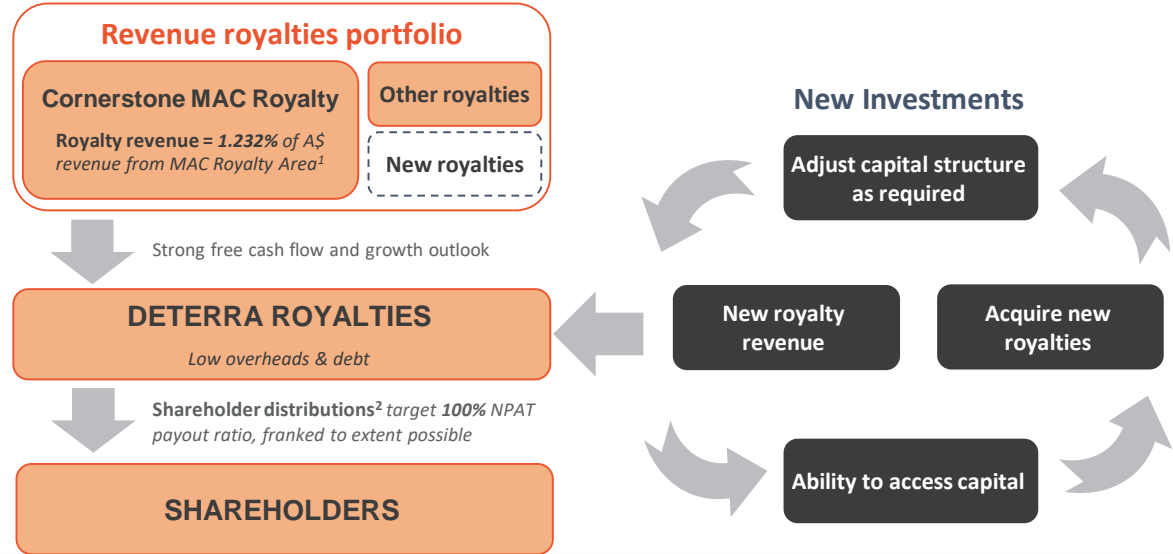 Revenue royalties portfolio
Cornerstone MAC Royalty
Royalty revenue = 1.232% of A$
revenue from MAC Royalty Area¹
Other royalties
New royalties
Strong free cash flow and growth outlook
DETERRA ROYALTIES
Low overheads & debt
Shareholder distributions² target 100% NPAT
payout ratio, franked to extent possible
SHAREHOLDERS
New Investments
Adjust capital structure
as required
New royalty
revenue
Acquire new
royalties
Ability to access capital